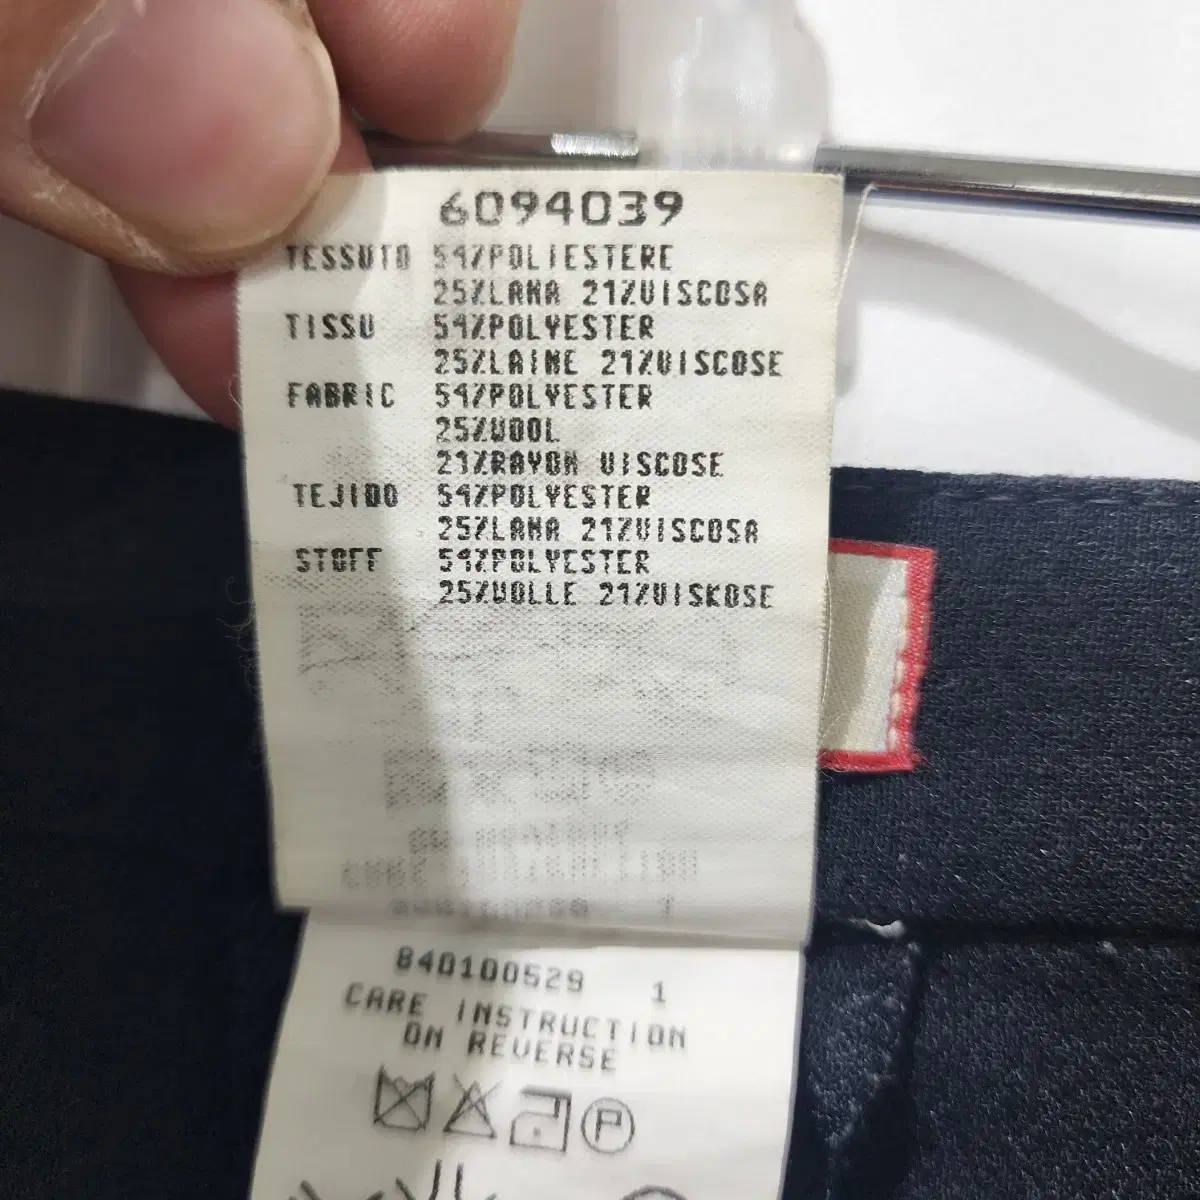 6094039
TESSUTO 54%POLIESTERE
25%LANA 21%VISCOSA
TISSU 54%POLYESTER
25%LAINE 21%VISCOSE
FABRIC 54%POLYESTER
25%WOOL
21%RAYON VISCOSE
TEJIDO 54%POLYESTER
25%LANA 21%VISCOSA
STOFF 54%POLYESTER
25%WOLLE 21%VISKOSE
840100529 1
CARE INSTRUCTION
ON REVERSE
P